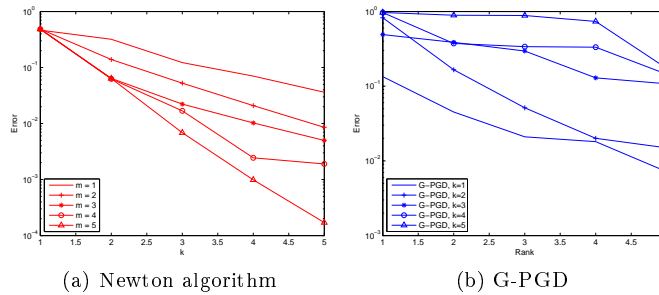 10^0
10^-1
10^-2
10^-3
10^-4
Error
1 1.5 2 2.5 3 3.5 4 4.5 5
k
m = 1
m = 2
m = 3
m = 4
m = 5
(a) Newton algorithm
10^0
10^-1
10^-2
10^-3
Error
1 1.5 2 2.5 3 3.5 4 4.5
Rank
G-PGD, k=1
G-PGD, k=2
G-PGD, k=3
G-PGD, k=4
G-PGD, k=5
(b) G-PGD